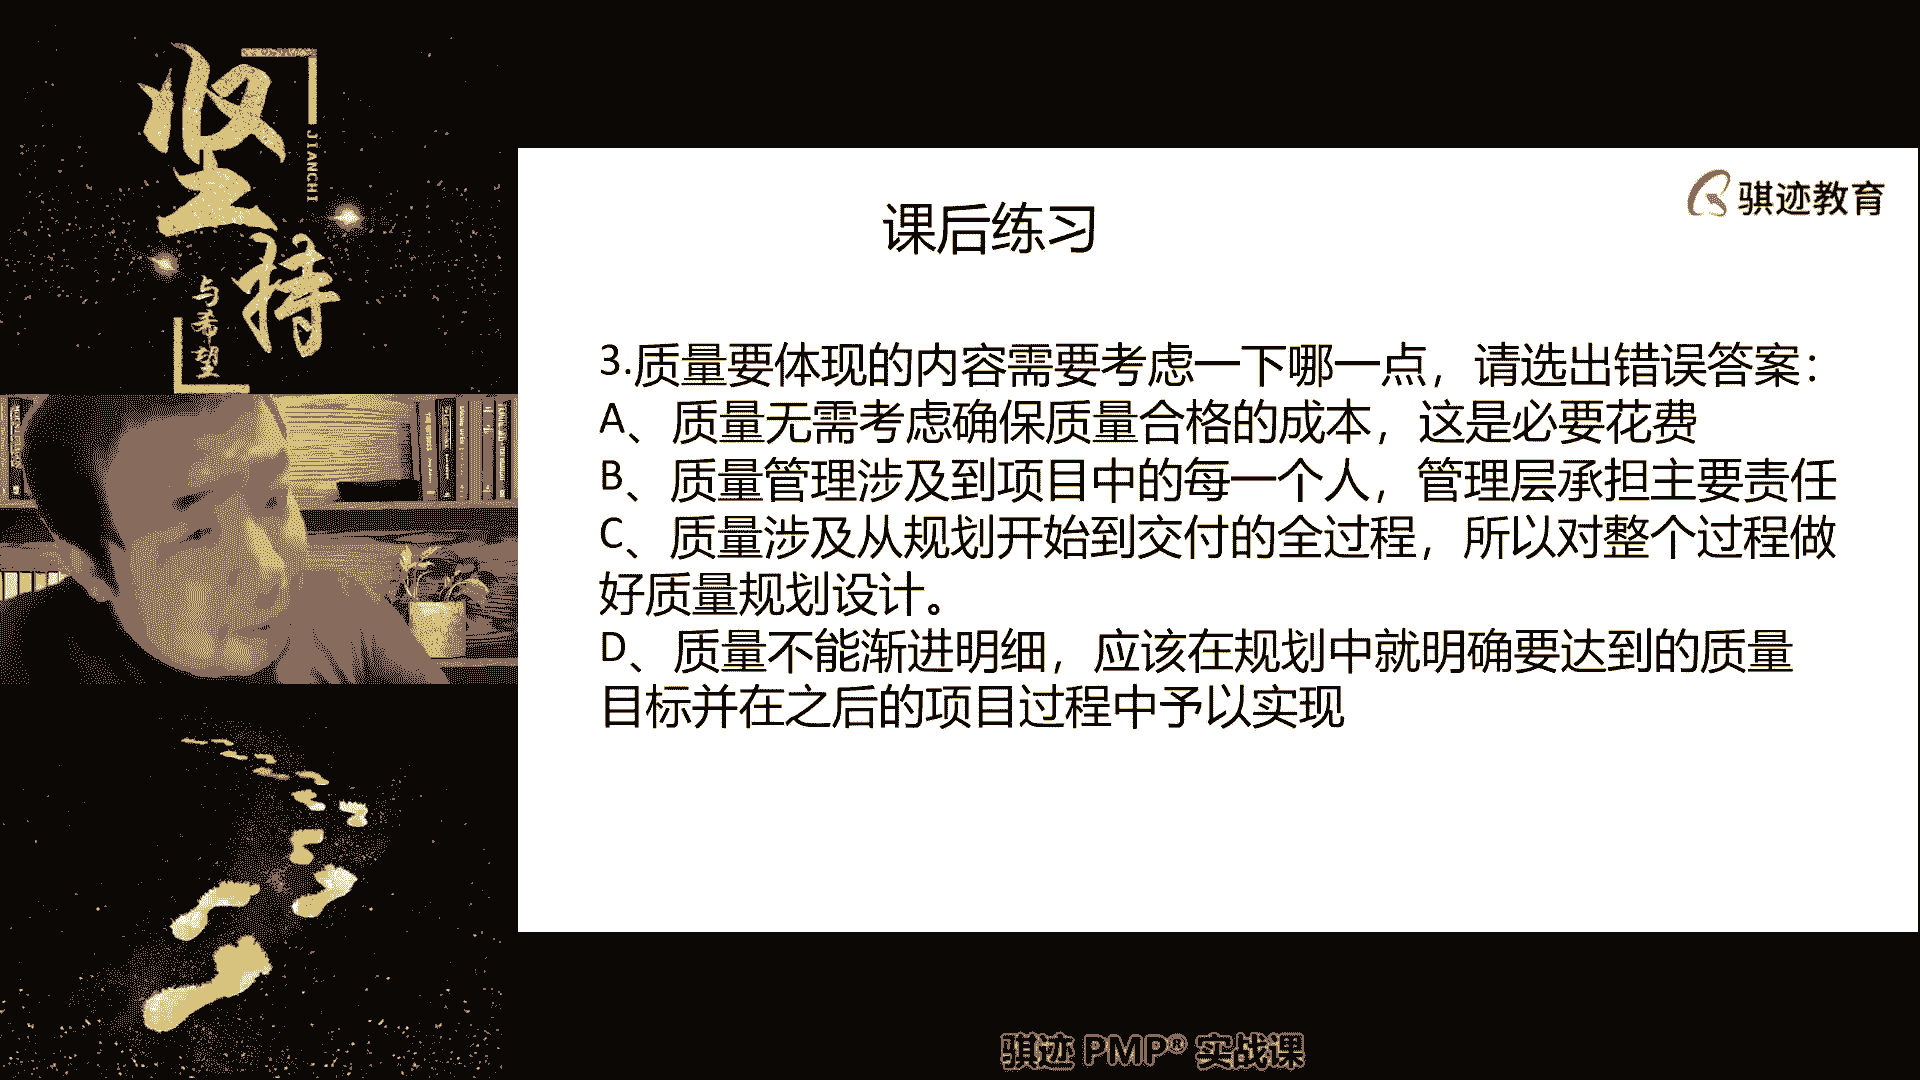 坚持
JIANCHI
与希望
骐迹教育
课后练习
3.质量要体现的内容需要考虑一下哪一点，请选出错误答案：
A、质量无需考虑确保质量合格的成本，这是必要花费
B、质量管理涉及到项目中的每一个人，管理层承担主要责任
C、质量涉及从规划开始到交付的全过程，所以对整个过程做
好质量规划设计。
D、质量不能渐进明细，应该在规划中就明确要达到的质量
目标并在之后的项目过程中予以实现
骐迹 PMP® 实战课